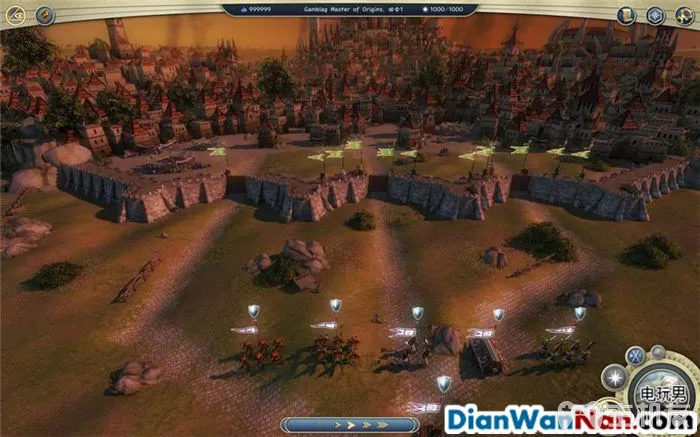 999999
Gamblag Master of Origins,
1000/1000
电玩男
DianWanNan.com